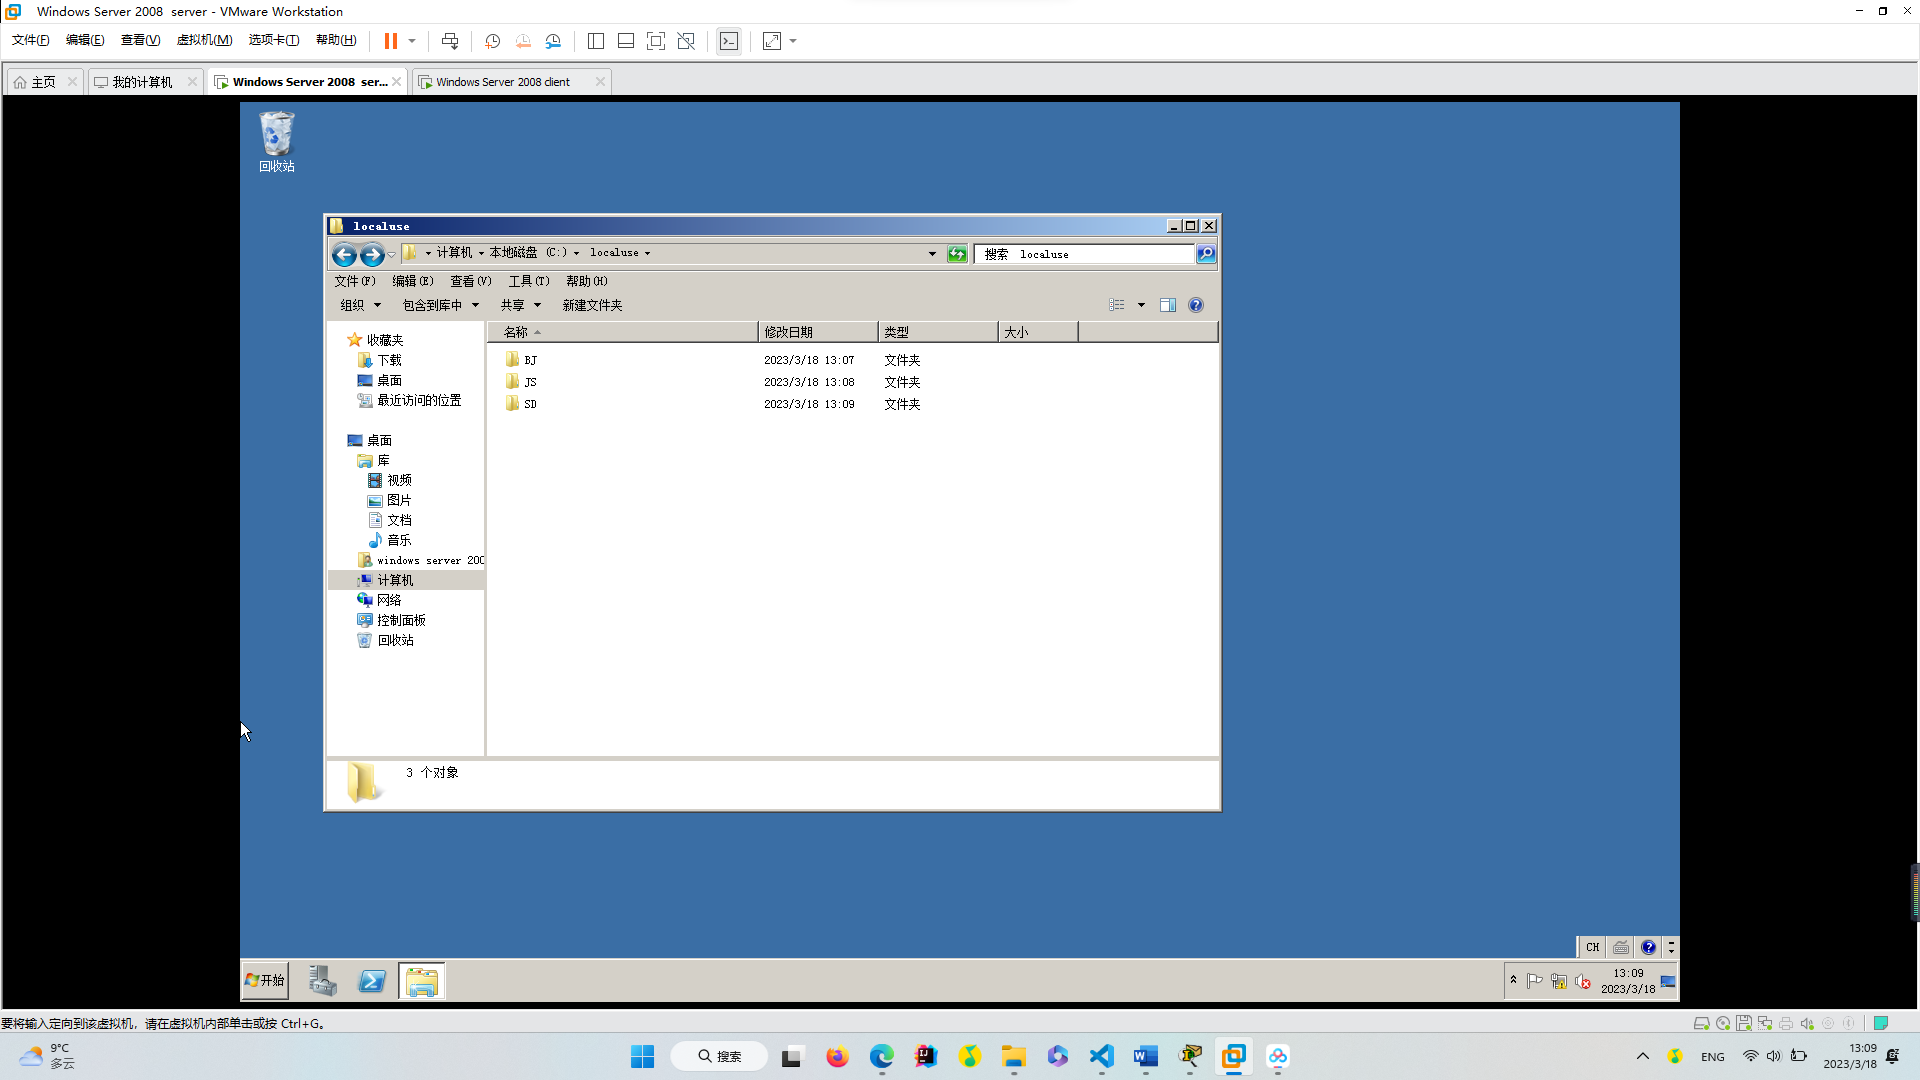 Windows Server 2008  server - VMware Workstation
文件(F) 编辑(E) 查看(V) 虚拟机(M) 选项卡(T) 帮助(H)
主页 我的计算机 Windows Server 2008  ser... Windows Server 2008 client
回收站
localuse
计算机 本地磁盘 (C:) localuse 搜索 localuse
文件(F) 编辑(E) 查看(V) 工具(T) 帮助(H)
组织 包含到库中 共享 新建文件夹
名称 修改日期 类型 大小
收藏夹
下载
桌面
最近访问的位置
桌面
库
视频
图片
文档
音乐
windows server 200
计算机
网络
控制面板
回收站
BJ 2023/3/18 13:07 文件夹
JS 2023/3/18 13:08 文件夹
SD 2023/3/18 13:09 文件夹
3 个对象
CH
开始
13:09
2023/3/18
要将输入定向到该虚拟机，请在虚拟机内部单击或按 Ctrl+G。
9°C
多云
搜索
ENG
13:09
2023/3/18